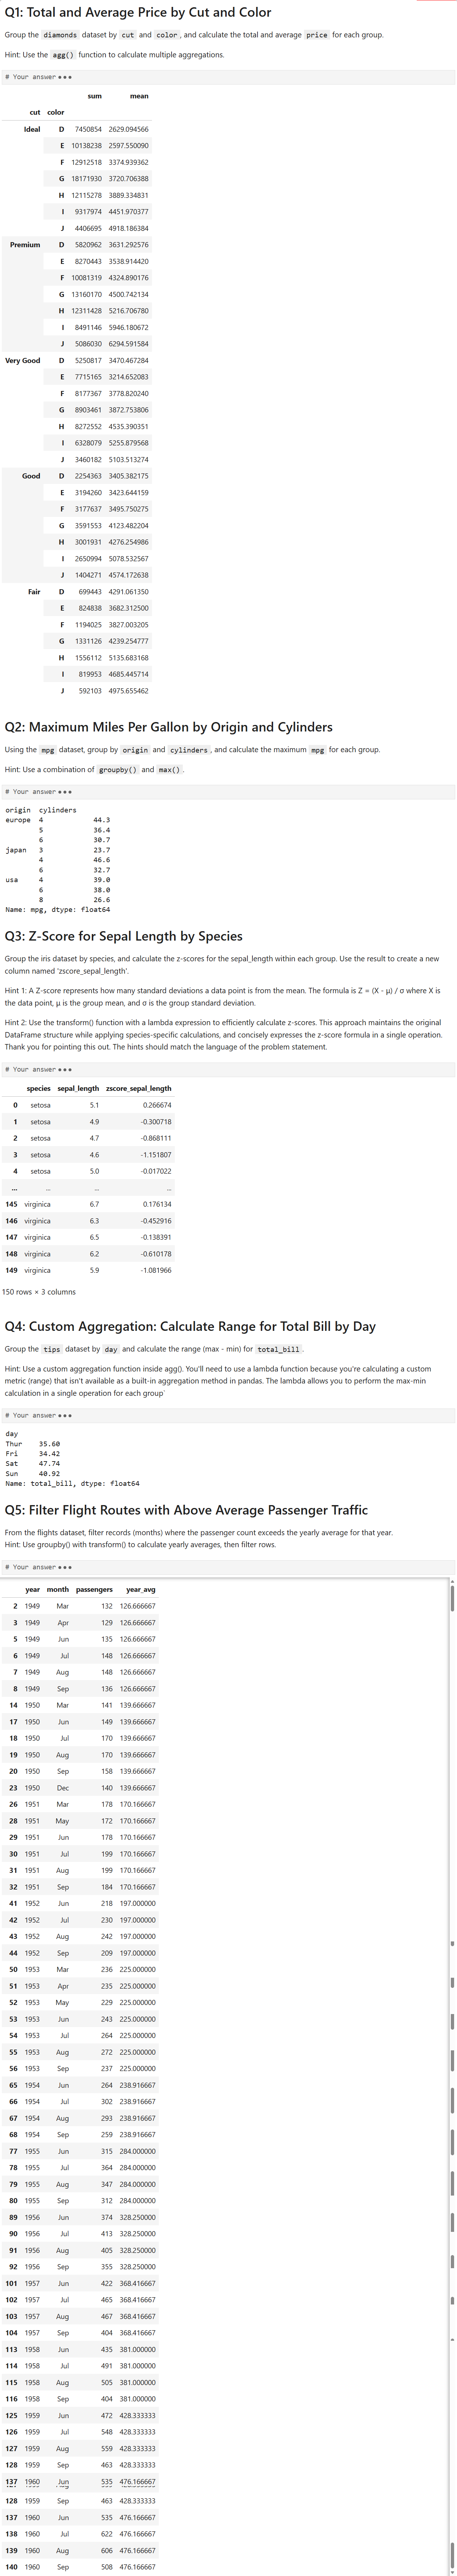 Q1: Total and Average Price by Cut and Color
Group the diamonds dataset by cut and color, and calculate the total and average price for each group.
Hint: Use the agg() function to calculate multiple aggregations.
# Your answer •••
sum mean
cut color
Ideal D 7450854 2629.094566
E 10138238 2597.550090
F 12912518 3374.939362
G 18171930 3720.706388
H 12115278 3889.334831
I 9317974 4451.970377
J 4406695 4918.186384
Premium D 5820962 3631.292576
E 8270443 3538.914420
F 10081319 4324.890176
G 13160170 4500.742134
H 12311428 5216.706780
I 8491146 5946.180672
J 5086030 6294.591584
Very Good D 5250817 3470.467284
E 7715165 3214.652083
F 8177367 3778.820240
G 8903461 3872.753806
H 8272552 4535.390351
I 6328079 5255.879568
J 3460182 5103.513274
Good D 2254363 3405.382175
E 3194260 3423.644159
F 3177637 3495.750275
G 3591553 4123.482204
H 3001931 4276.254986
I 2650994 5078.532567
J 1404271 4574.172638
Fair D 699443 4291.061350
E 824838 3682.312500
F 1194025 3827.003205
G 1331126 4239.254777
H 1556112 5135.683168
I 819953 4685.445714
J 592103 4975.655462
Q2: Maximum Miles Per Gallon by Origin and Cylinders
Using the mpg dataset, group by origin and cylinders, and calculate the maximum mpg for each group.
Hint: Use a combination of groupby() and max().
# Your answer •••
origin cylinders
europe 4 44.3
5 36.4
6 30.7
japan 3 23.7
4 46.6
6 32.7
usa 4 39.0
6 38.0
8 26.6
Name: mpg, dtype: float64
Q3: Z-Score for Sepal Length by Species
Group the iris dataset by species, and calculate the z-scores for the sepal_length within each group. Use the result to create a new
column named 'zscore_sepal_length'.
Hint 1: A Z-score represents how many standard deviations a data point is from the mean. The formula is Z = (X - μ) / σ where X is
the data point, μ is the group mean, and σ is the group standard deviation.
Hint 2: Use the transform() function with a lambda expression to efficiently calculate z-scores. This approach maintains the original
DataFrame structure while applying species-specific calculations, and concisely expresses the z-score formula in a single operation.
Thank you for pointing this out. The hints should match the language of the problem statement.
# Your answer •••
species sepal_length zscore_sepal_length
0 setosa 5.1 0.266674
1 setosa 4.9 -0.300718
2 setosa 4.7 -0.868111
3 setosa 4.6 -1.151807
4 setosa 5.0 -0.017022
... ... ... ...
145 virginica 6.7 0.176134
146 virginica 6.3 -0.452916
147 virginica 6.5 -0.138391
148 virginica 6.2 -0.610178
149 virginica 5.9 -1.081966
150 rows × 3 columns
Q4: Custom Aggregation: Calculate Range for Total Bill by Day
Group the tips dataset by day and calculate the range (max - min) for total_bill.
Hint: Use a custom aggregation function inside agg(). You'll need to use a lambda function because you're calculating a custom
metric (range) that isn't available as a built-in aggregation method in pandas. The lambda allows you to perform the max-min
calculation in a single operation for each group`
# Your answer •••
day
Thur 35.60
Fri 34.42
Sat 47.74
Sun 40.92
Name: total_bill, dtype: float64
Q5: Filter Flight Routes with Above Average Passenger Traffic
From the flights dataset, filter records (months) where the passenger count exceeds the yearly average for that year.
Hint: Use groupby() with transform() to calculate yearly averages, then filter rows.
# Your answer •••
year month passengers year_avg
2 1949 Mar 132 126.666667
3 1949 Apr 129 126.666667
5 1949 Jun 135 126.666667
6 1949 Jul 148 126.666667
7 1949 Aug 148 126.666667
8 1949 Sep 136 126.666667
14 1950 Mar 141 139.666667
17 1950 Jun 149 139.666667
18 1950 Jul 170 139.666667
19 1950 Aug 170 139.666667
20 1950 Sep 158 139.666667
23 1950 Dec 140 139.666667
26 1951 Mar 178 170.166667
28 1951 May 172 170.166667
29 1951 Jun 178 170.166667
30 1951 Jul 199 170.166667
31 1951 Aug 199 170.166667
32 1951 Sep 184 170.166667
41 1952 Jun 218 197.000000
42 1952 Jul 230 197.000000
43 1952 Aug 242 197.000000
44 1952 Sep 209 197.000000
50 1953 Mar 236 225.000000
51 1953 Apr 235 225.000000
52 1953 May 229 225.000000
53 1953 Jun 243 225.000000
54 1953 Jul 264 225.000000
55 1953 Aug 272 225.000000
56 1953 Sep 237 225.000000
65 1954 Jun 264 238.916667
66 1954 Jul 302 238.916667
67 1954 Aug 293 238.916667
68 1954 Sep 259 238.916667
77 1955 Jun 315 284.000000
78 1955 Jul 364 284.000000
79 1955 Aug 347 284.000000
80 1955 Sep 312 284.000000
89 1956 Jun 374 328.250000
90 1956 Jul 413 328.250000
91 1956 Aug 405 328.250000
92 1956 Sep 355 328.250000
101 1957 Jun 422 368.416667
102 1957 Jul 465 368.416667
103 1957 Aug 467 368.416667
104 1957 Sep 404 368.416667
113 1958 Jun 435 381.000000
114 1958 Jul 491 381.000000
115 1958 Aug 505 381.000000
116 1958 Sep 404 381.000000
125 1959 Jun 472 428.333333
126 1959 Jul 548 428.333333
127 1959 Aug 559 428.333333
128 1959 Sep 463 428.333333
137 1960 Jun 535 476.166667
128 1959 Sep 463 428.333333
137 1960 Jun 535 476.166667
138 1960 Jul 622 476.166667
139 1960 Aug 606 476.166667
140 1960 Sep 508 476.166667